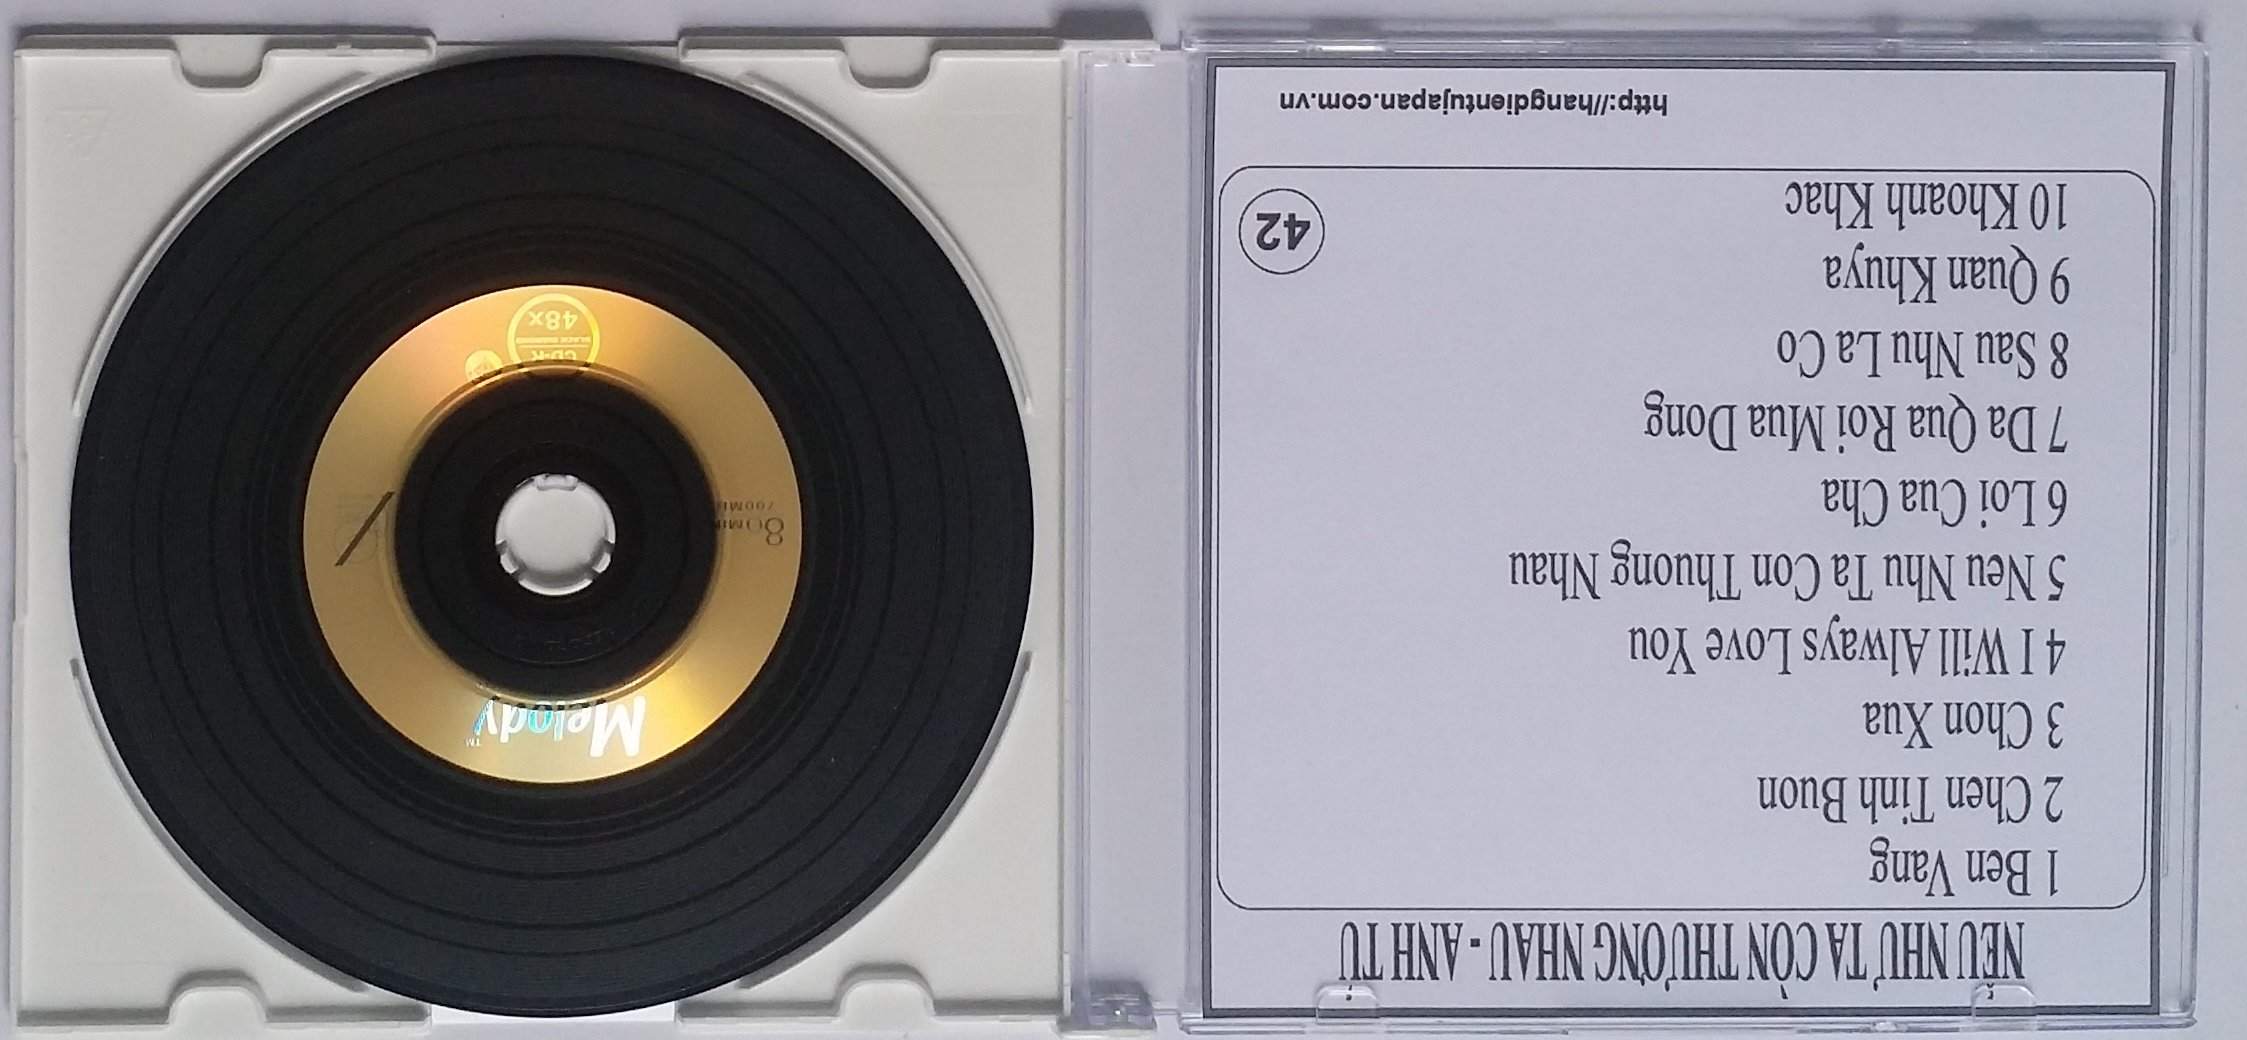 NẾU NHƯ TA CÒN THƯƠNG NHAU - ANH TÚ
1 Ben Vang
2 Chen Tinh Buon
3 Chon Xua
4 I Will Always Love You
5 Neu Nhu Ta Con Thuong Nhau
6 Loi Cua Cha
7 Da Qua Roi Mua Dong
8 Sau Nhu La Co
9 Quan Khuya
10 Khoanh Khac
42
http://hangdientujapan.com.vn
Melody™
80MIN
700MB
CD-R
48x